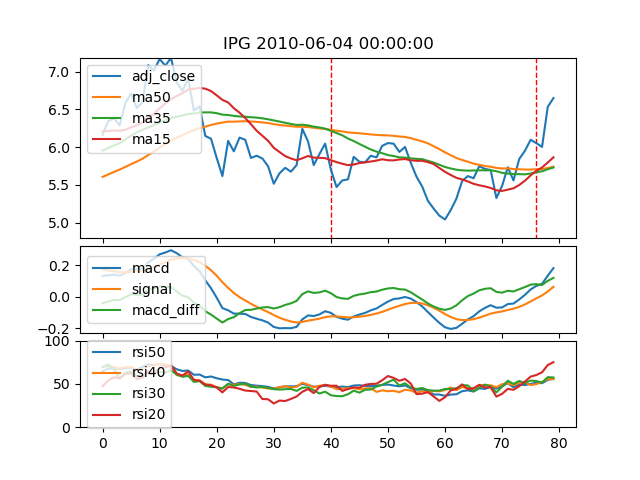 IPG 2010-06-04 00:00:00
7.0
6.5
6.0
5.5
5.0
adj_close
ma50
ma35
ma15
0.2
0.0
−0.2
macd
signal
macd_diff
100
50
0
rsi50
rsi40
rsi30
rsi20
0 10 20 30 40 50 60 70 80